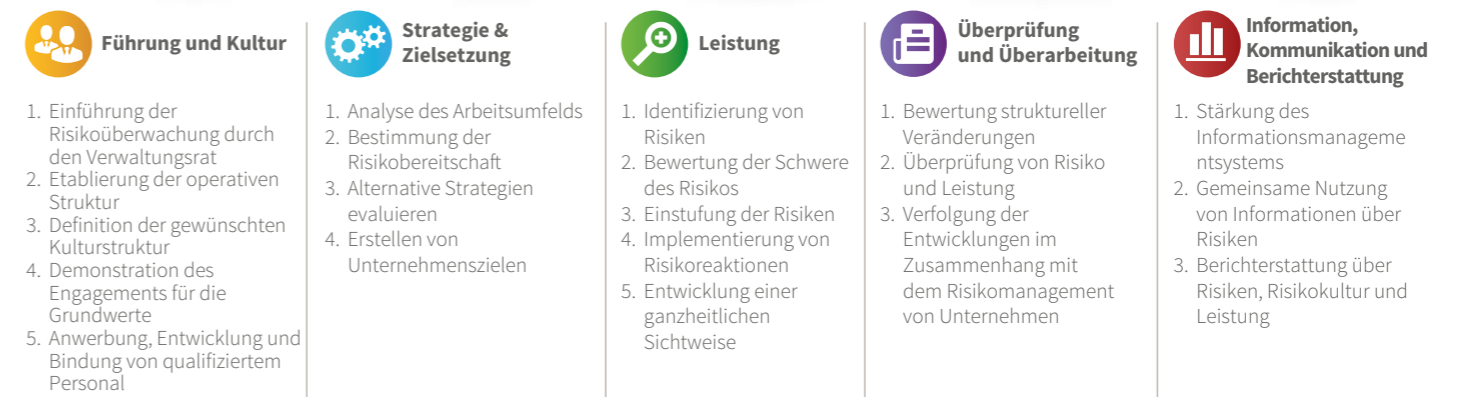 Führung und Kultur
1. Einführung der
Risikoüberwachung durch
den Verwaltungsrat
2. Etablierung der operativen
Struktur
3. Definition der gewünschten
Kulturstruktur
4. Demonstration des
Engagements für die
Grundwerte
5. Anwerbung, Entwicklung und
Bindung von qualifiziertem
Personal
Strategie &
Zielsetzung
1. Analyse des Arbeitsumfelds
2. Bestimmung der
Risikobereitschaft
3. Alternative Strategien
evaluieren
4. Erstellen von
Unternehmenszielen
Leistung
1. Identifizierung von
Risiken
2. Bewertung der Schwere
des Risikos
3. Einstufung der Risiken
4. Implementierung von
Risikoreaktionen
5. Entwicklung einer
ganzheitlichen
Sichtweise
Überprüfung
und Überarbeitung
1. Bewertung struktureller
Veränderungen
2. Überprüfung von Risiko
und Leistung
3. Verfolgung der
Entwicklungen im
Zusammenhang mit
dem Risikomanagement
von Unternehmen
Information,
Kommunikation und
Berichterstattung
1. Stärkung des
Informationsmanageme
ntsystems
2. Gemeinsame Nutzung
von Informationen über
Risiken
3. Berichterstattung über
Risiken, Risikokultur und
Leistung